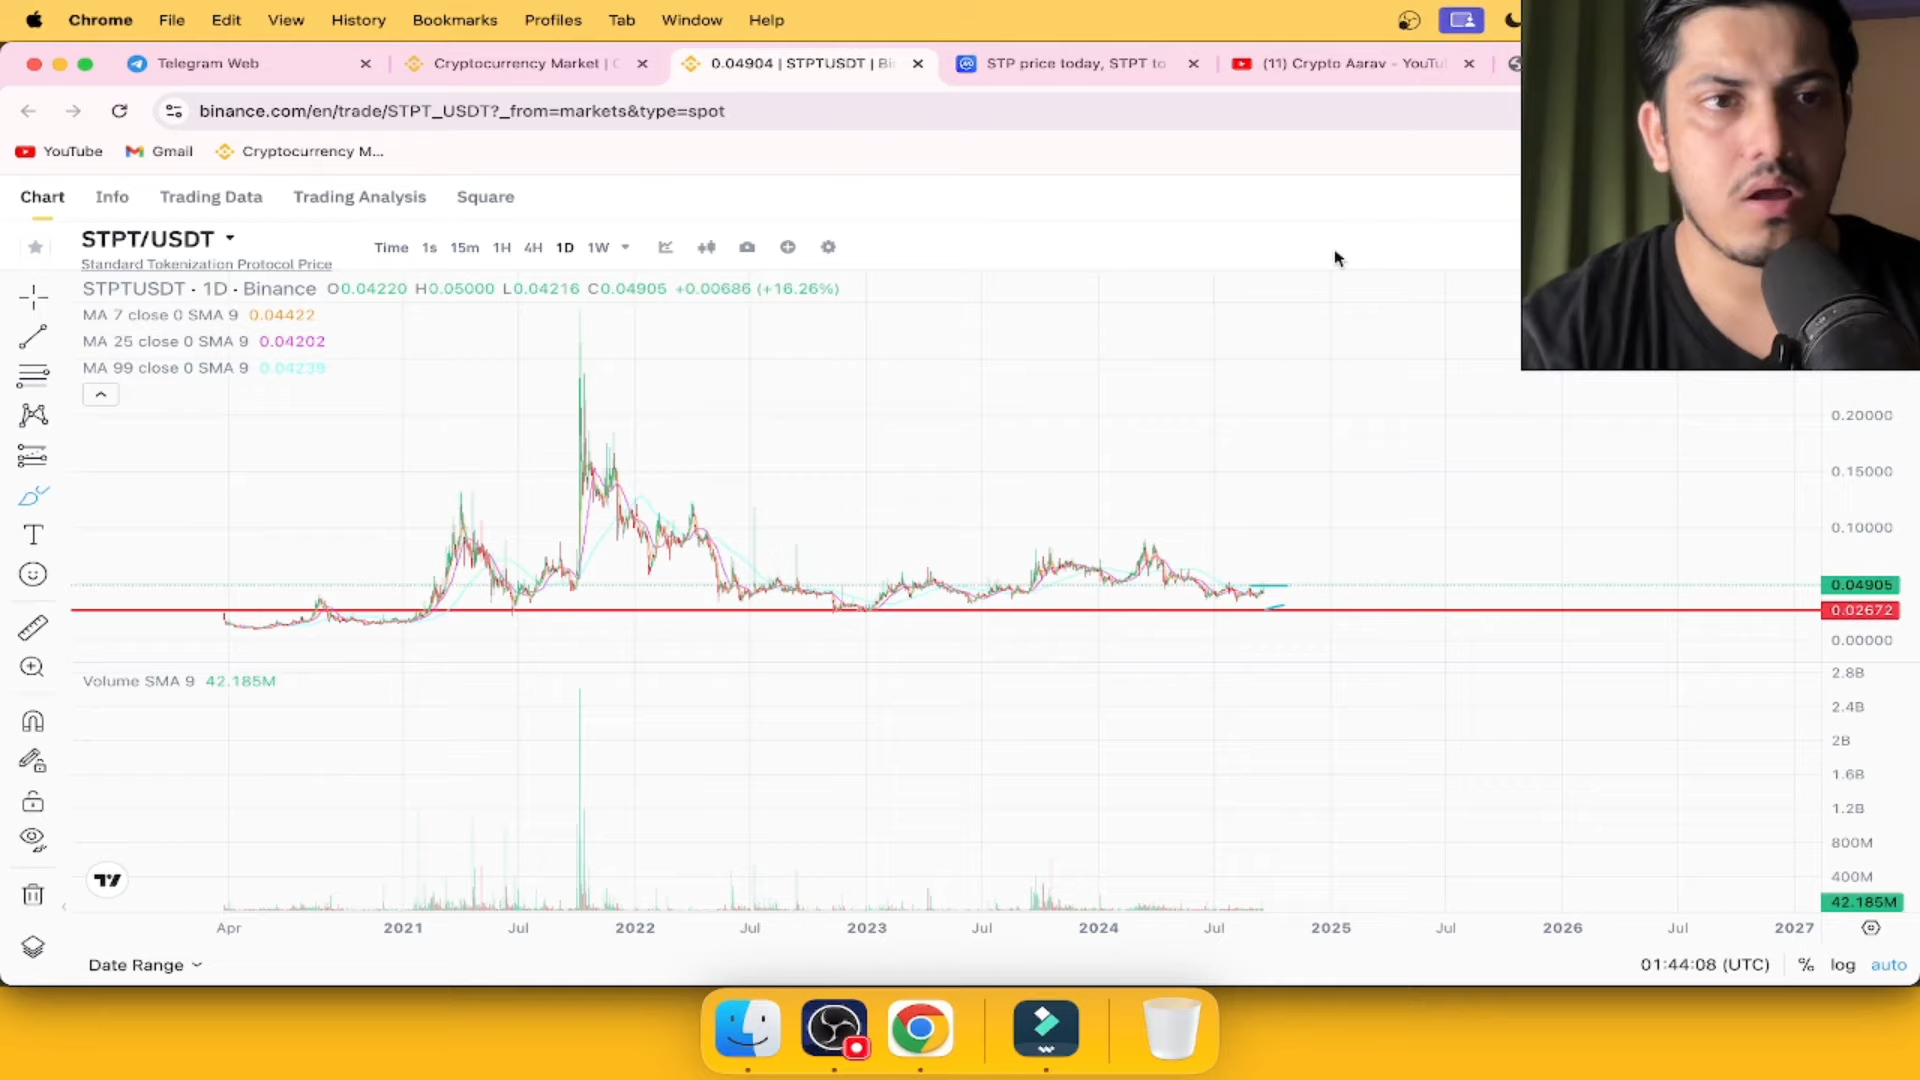 Chrome File Edit View History Bookmarks Profiles Tab Window Help
Telegram Web
Cryptocurrency Market |
0.04904 | STPTUSDT | Bi
STP price today, STPT to
(11) Crypto Aarav - YouTu
binance.com/en/trade/STPT_USDT?_from=markets&type=spot
YouTube Gmail Cryptocurrency M...
Chart Info Trading Data Trading Analysis Square
STPT/USDT
Time 1s 15m 1H 4H 1D 1W
Standard Tokenization Protocol Price
STPTUSDT · 1D · Binance O0.04220 H0.05000 L0.04216 C0.04905 +0.00686 (+16.26%)
MA 7 close 0 SMA 9 0.04422
MA 25 close 0 SMA 9 0.04202
MA 99 close 0 SMA 9 0.04239
0.20000
0.15000
0.10000
0.04905
0.02672
0.00000
Volume SMA 9 42.185M
2.8B
2.4B
2B
1.6B
1.2B
800M
400M
42.185M
Apr 2021 Jul 2022 Jul 2023 Jul 2024 Jul 2025 Jul 2026 Jul 2027
Date Range
01:44:08 (UTC) % log auto